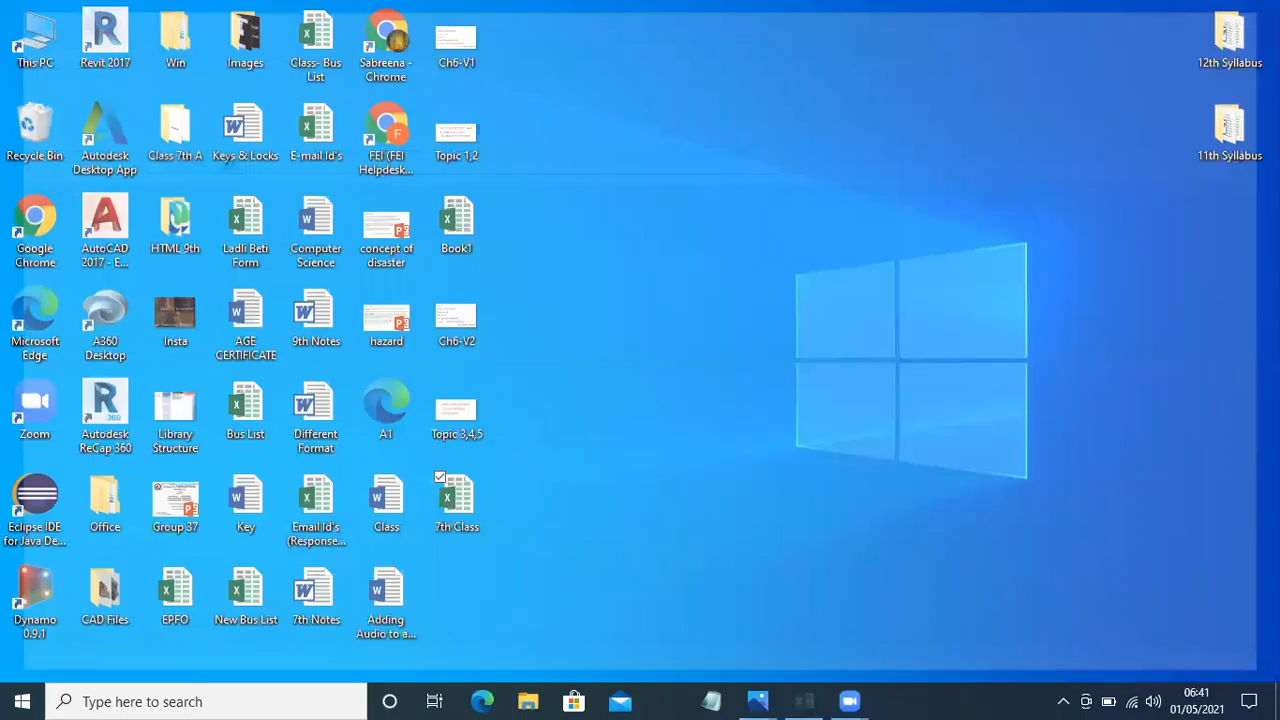 This PC
Revit 2017
Win
Images
Class- Bus
List
Sabreena -
Chrome
Ch6-V1
12th Syllabus
Recycle Bin
Autodesk
Desktop App
Class 7th A
Keys & Locks
E-mail Id's
FEI (FEI
Helpdesk...
Topic 1,2
11th Syllabus
Google
Chrome
AutoCAD
2017 - E...
HTML 9th
Ladli Beti
Form
Computer
Science
concept of
disaster
Book1
Microsoft
Edge
A360
Desktop
Insta
AGE
CERTIFICATE
9th Notes
hazard
Ch6-V2
Zoom
Autodesk
ReCap 360
Library
Structure
Bus List
Different
Format
A1
Topic 3,4,5
Eclipse IDE
for Java De...
Office
Group 37
Key
Email Id's
(Response...
Class
7th Class
Dynamo
0.9.1
CAD Files
EPFO
New Bus List
7th Notes
Adding
Audio to a...
Type here to search
06:41
01/05/2021